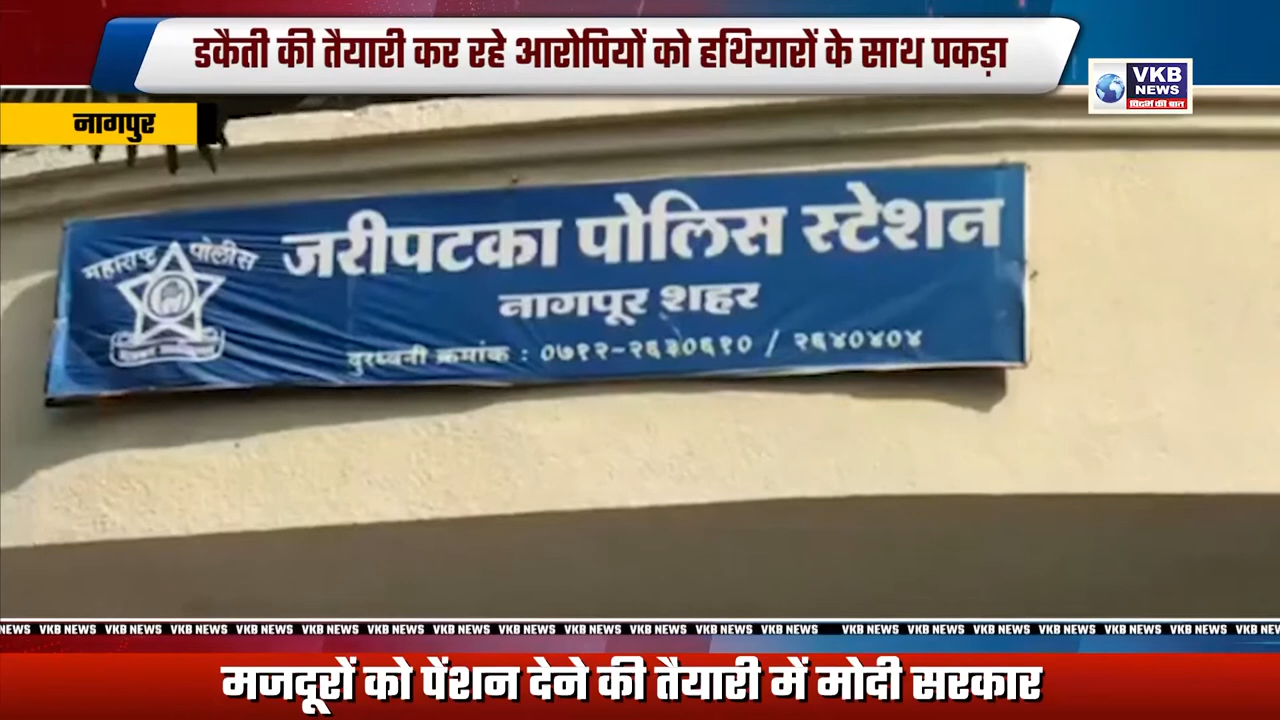 डकैती की तैयारी कर रहे आरोपियों को हथियारों के साथ पकड़ा
VKB
NEWS
विदर्भ की बात
नागपुर
महाराष्ट्र पोलीस
जरीपटका पोलिस स्टेशन
नागपूर शहर
दुरध्वनी क्रमांक : ०७१२-२६३०६१० / २६४०४०४
NEWS VKB NEWS VKB NEWS VKB NEWS VKB NEWS VKB NEWS VKB NEWS VKB NEWS VKB NEWS VKB NEWS VKB NEWS VKB NEWS VKB NEWS VKB NEWS VKB NEWS VKB NEWS VKB NEWS VKB NEWS VKB NEWS VKB NE
मजदूरों को पेंशन देने की तैयारी में मोदी सरकार